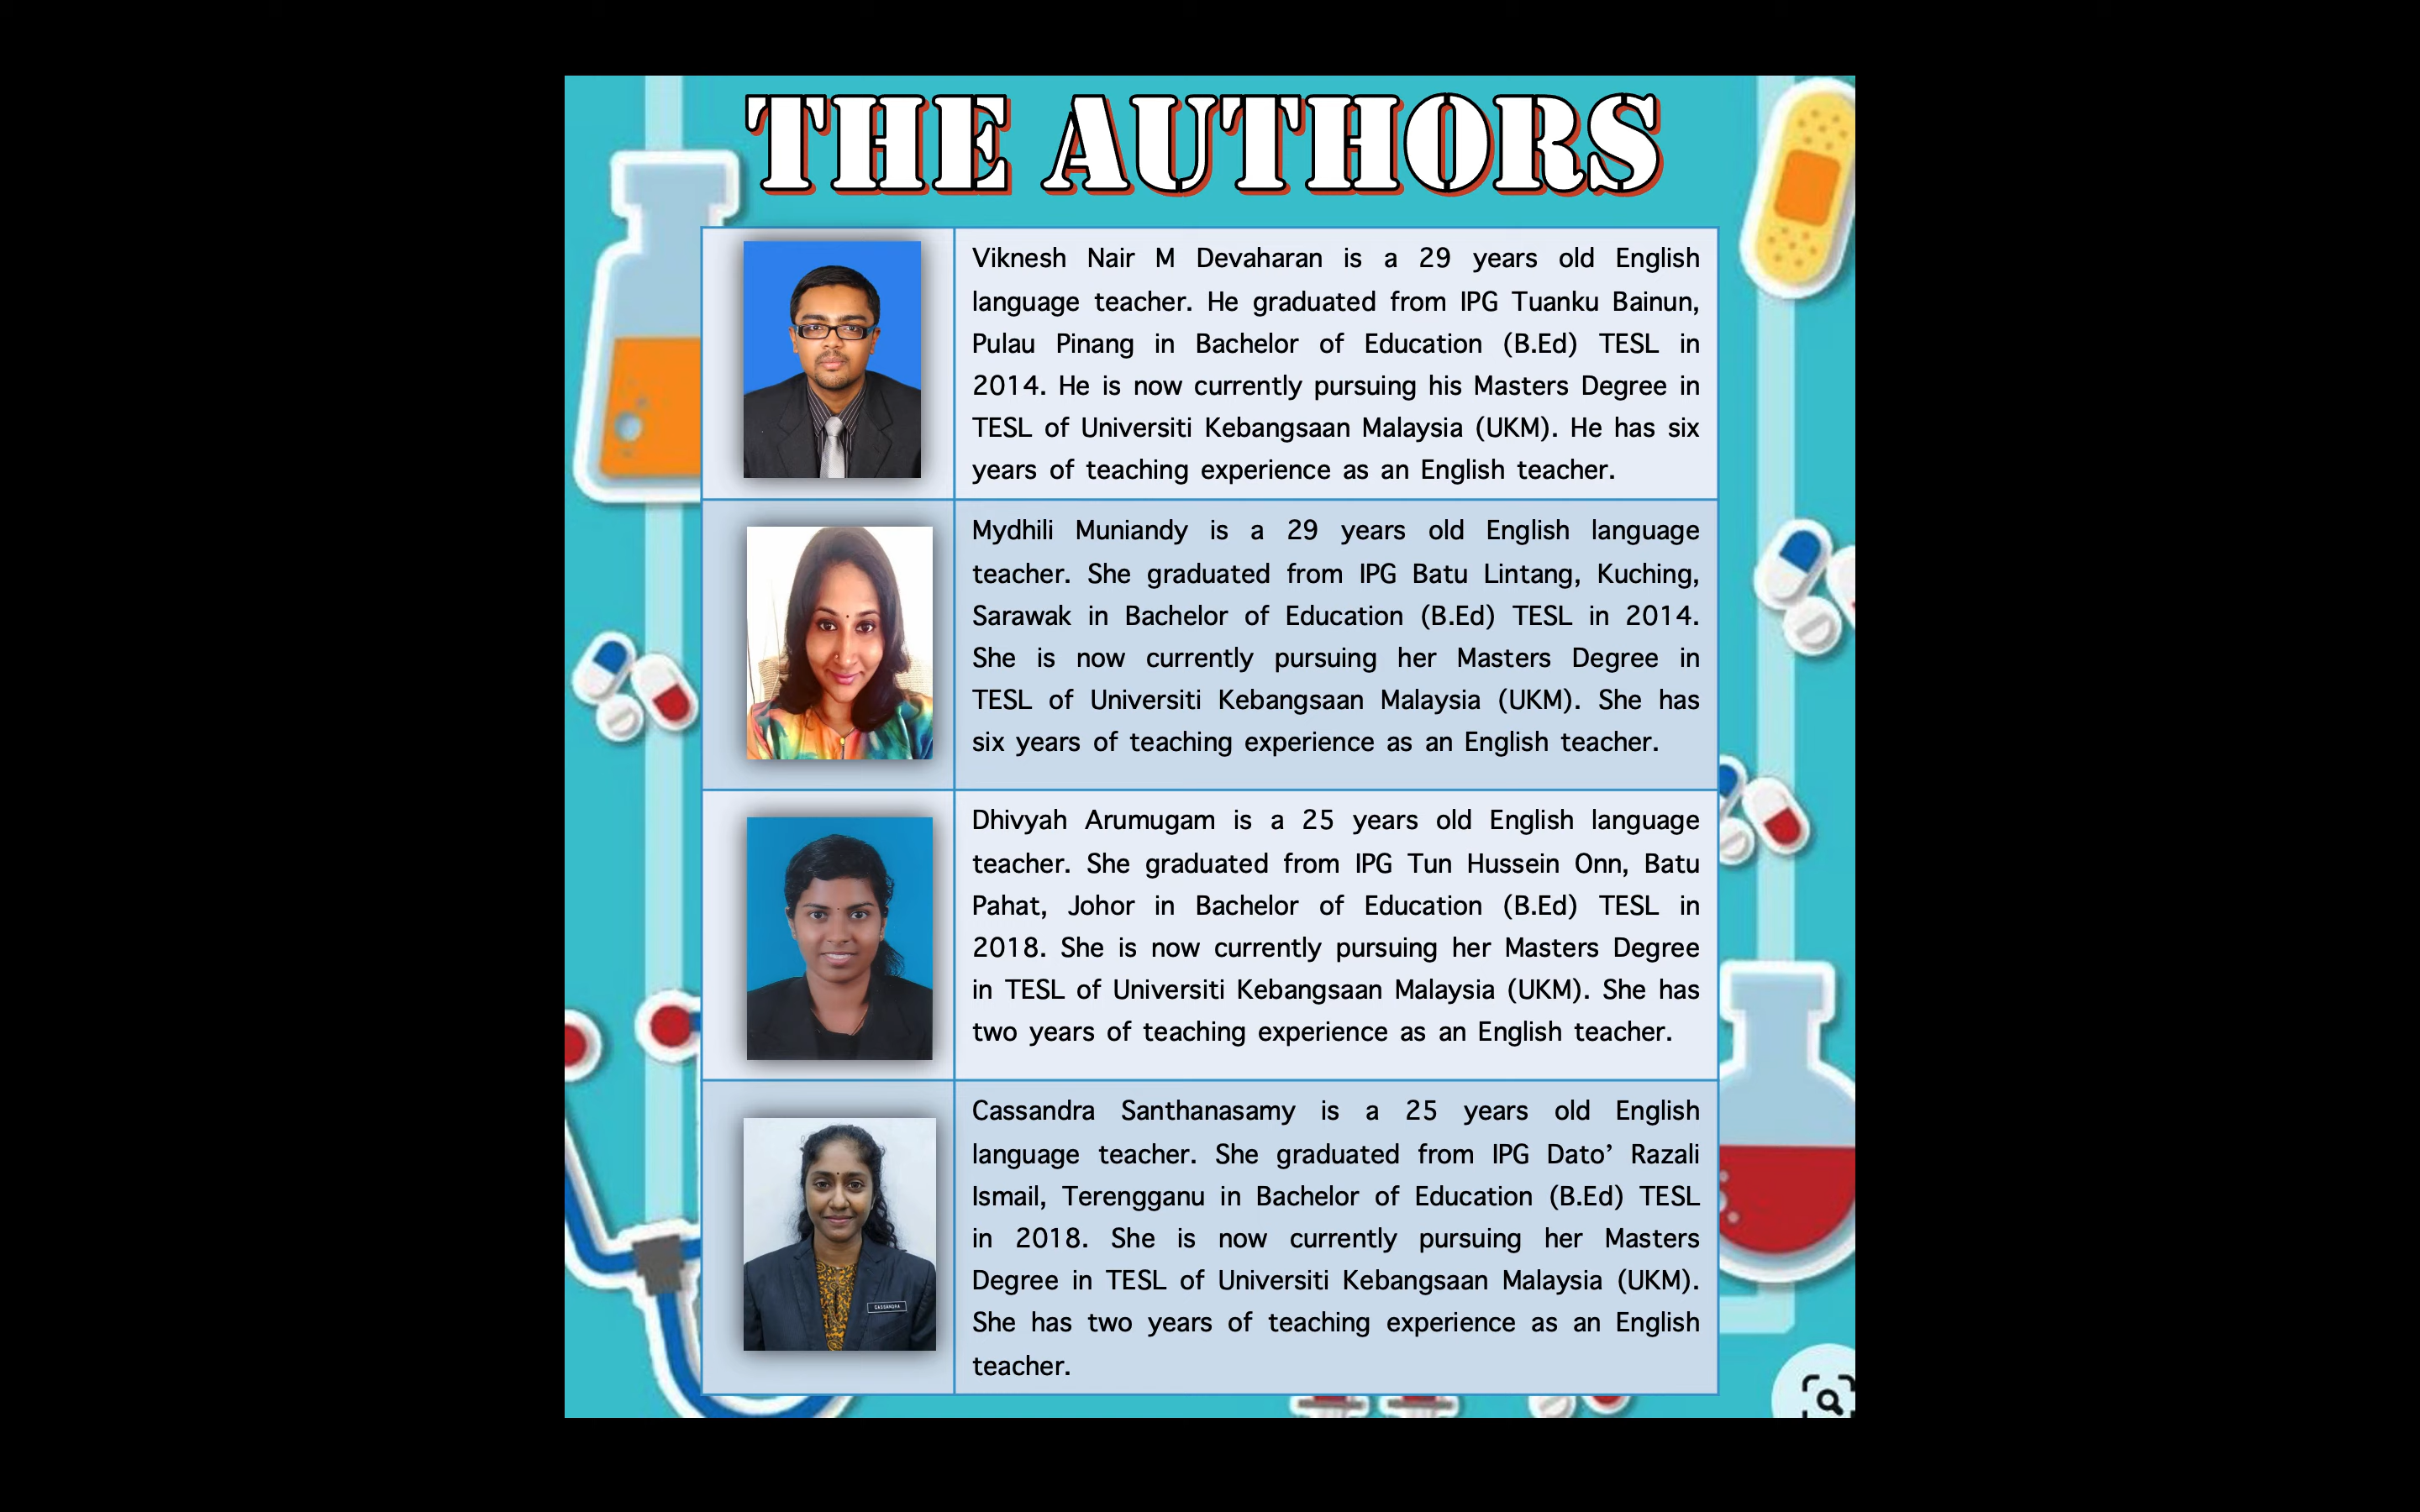 THE AUTHORS
Viknesh Nair M Devaharan is a 29 years old English
language teacher. He graduated from IPG Tuanku Bainun,
Pulau Pinang in Bachelor of Education (B.Ed) TESL in
2014. He is now currently pursuing his Masters Degree in
TESL of Universiti Kebangsaan Malaysia (UKM). He has six
years of teaching experience as an English teacher.
Mydhili Muniandy is a 29 years old English language
teacher. She graduated from IPG Batu Lintang, Kuching,
Sarawak in Bachelor of Education (B.Ed) TESL in 2014.
She is now currently pursuing her Masters Degree in
TESL of Universiti Kebangsaan Malaysia (UKM). She has
six years of teaching experience as an English teacher.
Dhivyah Arumugam is a 25 years old English language
teacher. She graduated from IPG Tun Hussein Onn, Batu
Pahat, Johor in Bachelor of Education (B.Ed) TESL in
2018. She is now currently pursuing her Masters Degree
in TESL of Universiti Kebangsaan Malaysia (UKM). She has
two years of teaching experience as an English teacher.
CASSANDRA
Cassandra Santhanasamy is a 25 years old English
language teacher. She graduated from IPG Dato’ Razali
Ismail, Terengganu in Bachelor of Education (B.Ed) TESL
in 2018. She is now currently pursuing her Masters
Degree in TESL of Universiti Kebangsaan Malaysia (UKM).
She has two years of teaching experience as an English
teacher.